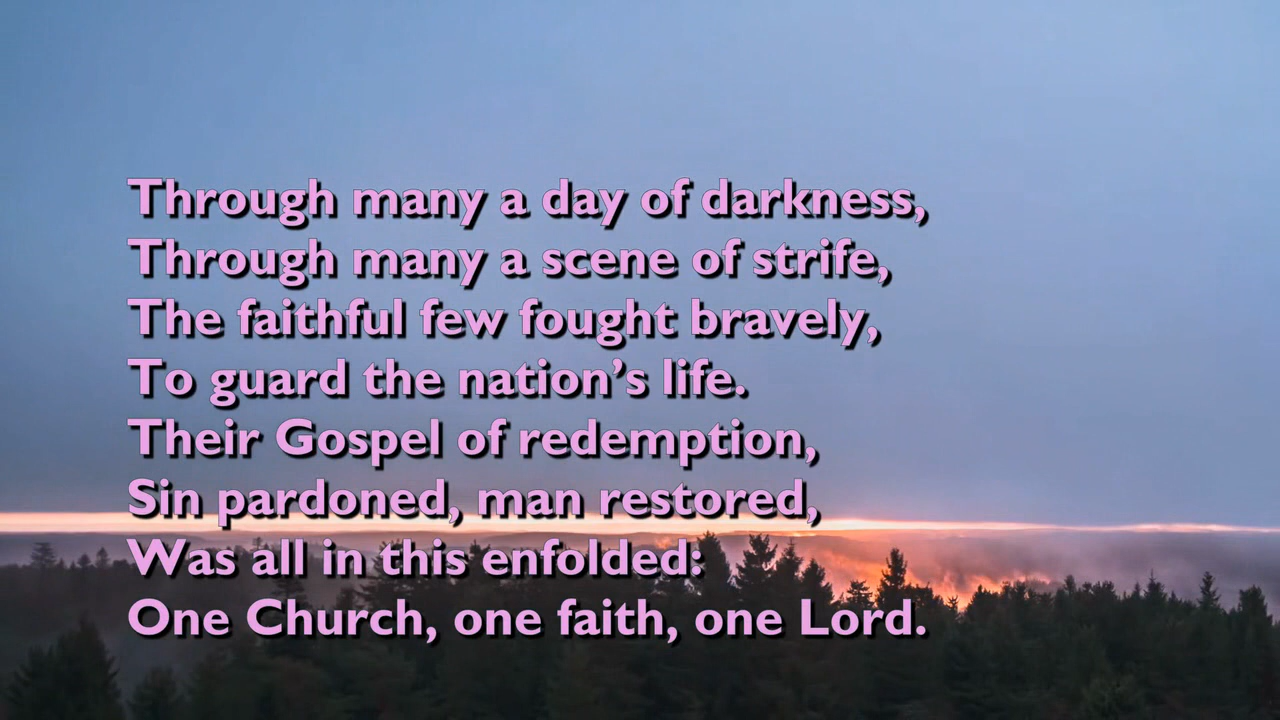 Through many a day of darkness,
Through many a scene of strife,
The faithful few fought bravely,
To guard the nation’s life.
Their Gospel of redemption,
Sin pardoned, man restored,
Was all in this enfolded:
One Church, one faith, one Lord.